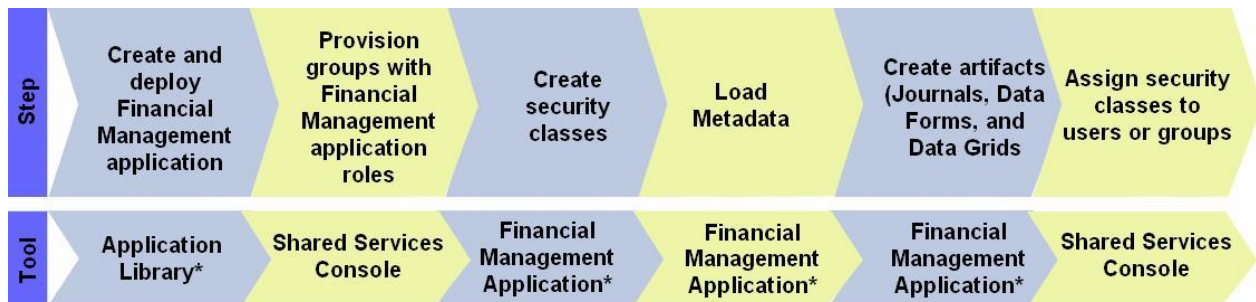 Step
Create and
deploy
Financial
Management
application
Provision
groups with
Financial
Management
application
roles
Create
security
classes
Load
Metadata
Create artifacts
(Journals, Data
Forms, and
Data Grids
Assign security
classes to
users or groups
Tool
Application
Library*
Shared Services
Console
Financial
Management
Application*
Financial
Management
Application*
Financial
Management
Application*
Shared Services
Console